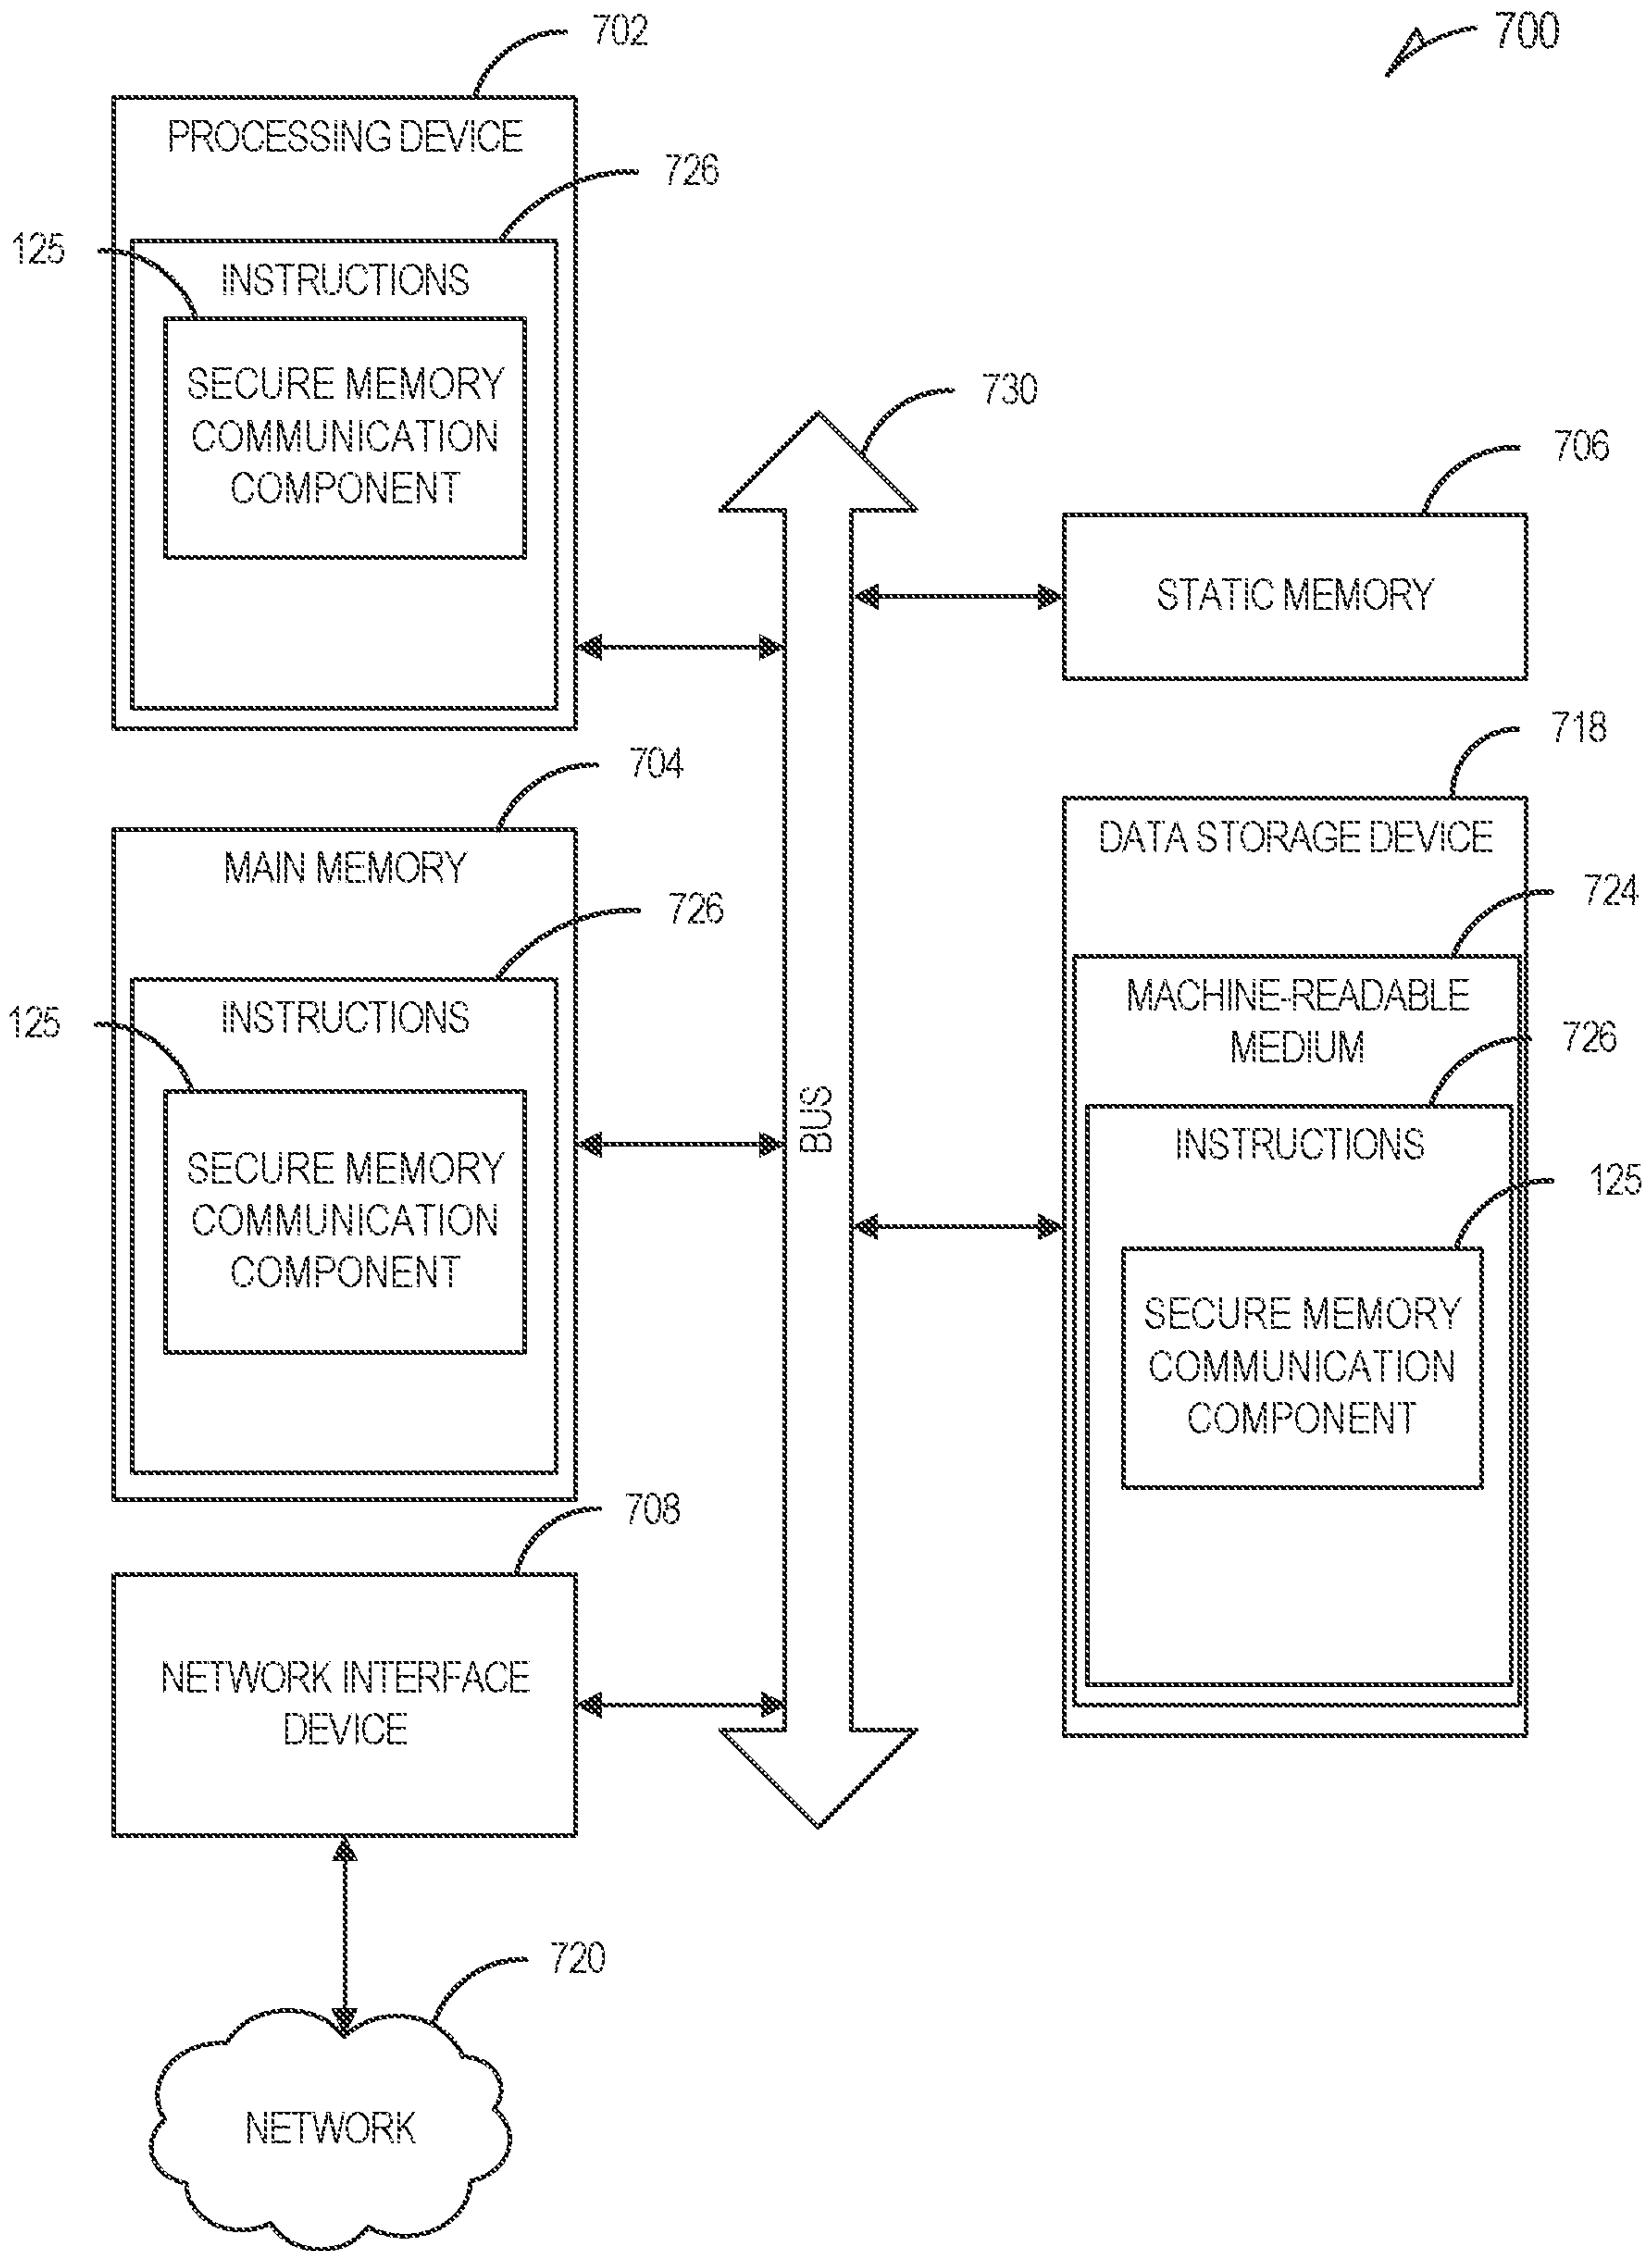 700
702
PROCESSING DEVICE
726
125
INSTRUCTIONS
SECURE MEMORY
COMMUNICATION
COMPONENT
730
706
STATIC MEMORY
704
MAIN MEMORY
726
125
INSTRUCTIONS
SECURE MEMORY
COMMUNICATION
COMPONENT
BUS
718
DATA STORAGE DEVICE
724
MACHINE-READABLE
MEDIUM
726
INSTRUCTIONS
125
SECURE MEMORY
COMMUNICATION
COMPONENT
708
NETWORK INTERFACE
DEVICE
720
NETWORK